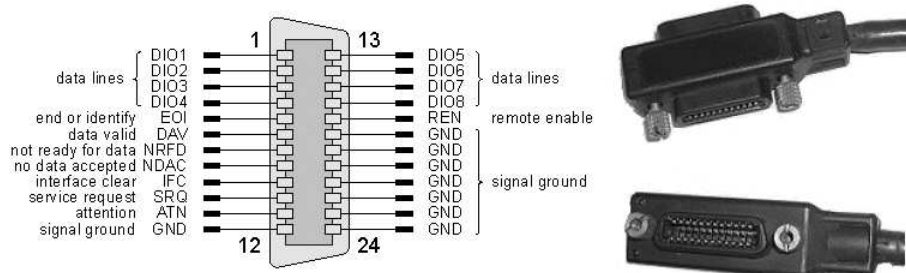 1 13
DIO1 DIO5
DIO2 DIO6
data lines DIO3 DIO7 data lines
DIO4 DIO8
end or identify EOI REN remote enable
data valid DAV GND
not ready for data NRFD GND
no data accepted NDAC GND
interface clear IFC GND signal ground
service request SRQ GND
attention ATN GND
signal ground GND GND
12 24